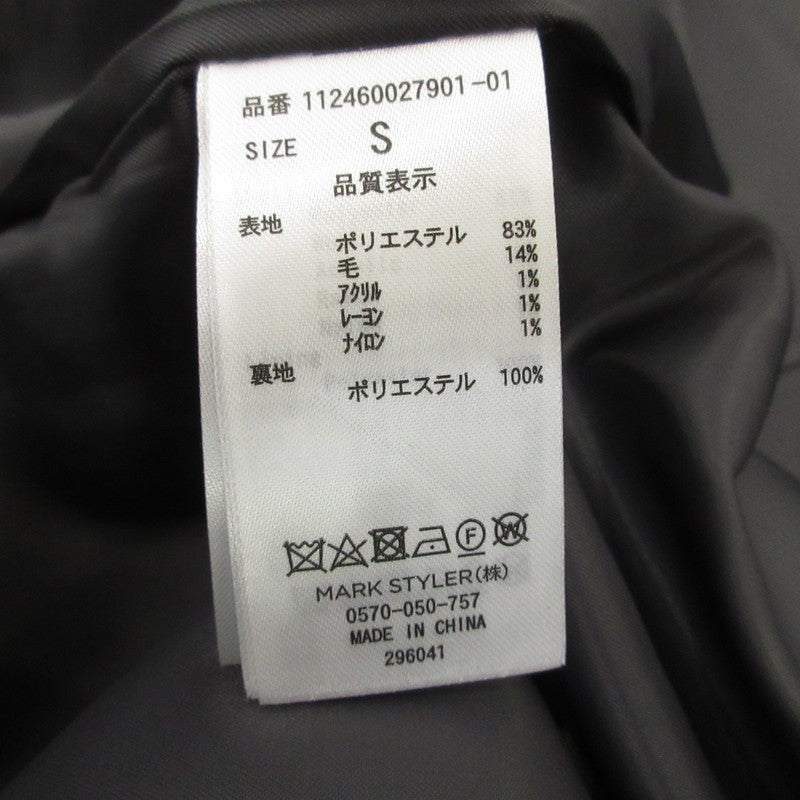 品番 112460027901-01
SIZE S
品質表示
表地
ポリエステル 83%
毛 14%
アクリル 1%
レーヨン 1%
ナイロン 1%
裏地
ポリエステル 100%
F W
MARK STYLER(株)
0570-050-757
MADE IN CHINA
296041